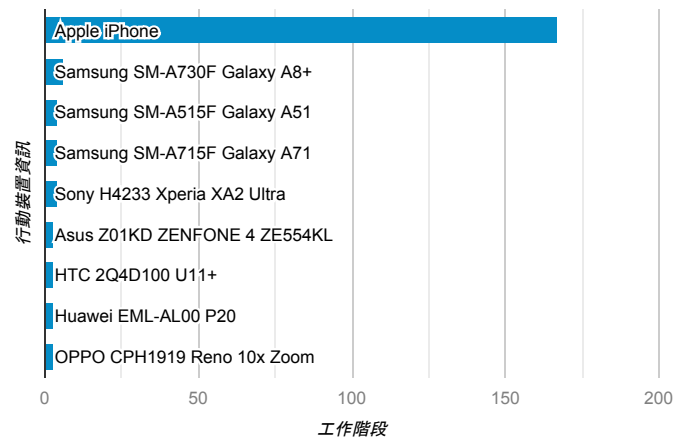 Apple iPhone
Samsung SM-A730F Galaxy A8+
Samsung SM-A515F Galaxy A51
Samsung SM-A715F Galaxy A71
Sony H4233 Xperia XA2 Ultra
Asus Z01KD ZENFONE 4 ZE554KL
HTC 2Q4D100 U11+
Huawei EML-AL00 P20
OPPO CPH1919 Reno 10x Zoom
行動裝置資訊
0 50 100 150 200
工作階段